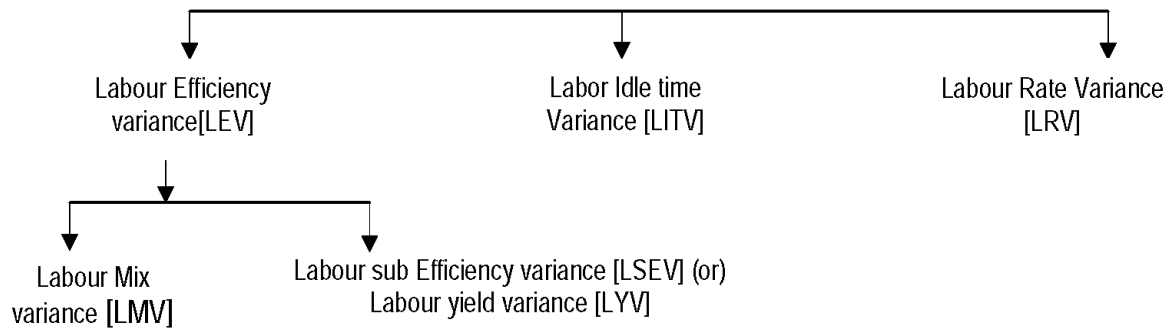 Labour Efficiency
variance[LEV]
Labor Idle time
Variance [LITV]
Labour Rate Variance
[LRV]
Labour Mix
variance [LMV]
Labour sub Efficiency variance [LSEV] (or)
Labour yield variance [LYV]